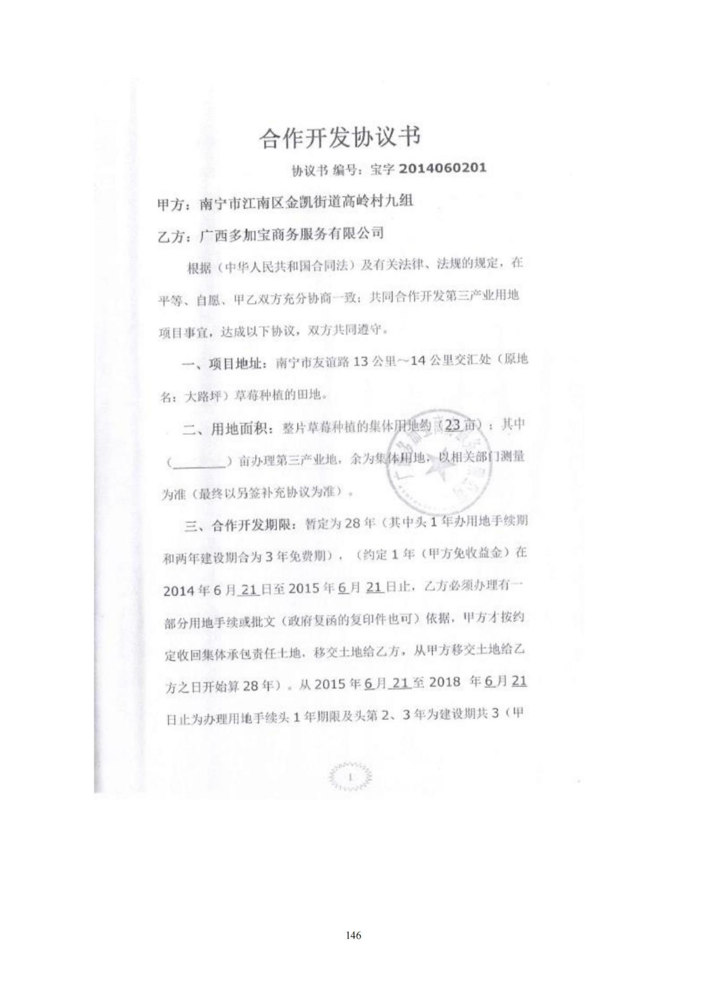 合作开发协议书
协议书 编号：宝字 2014060201
甲方：南宁市江南区金凯街道高岭村九组
乙方：广西多加宝商务服务有限公司
根据（中华人民共和国合同法）及有关法律、法规的规定，在
平等、自愿、甲乙双方充分协商一致；共同合作开发第三产业用地
项目事宜，达成以下协议，双方共同遵守。
一、项目地址：南宁市友谊路 13 公里～14 公里交汇处（原地
名：大路坪）草莓种植的田地。
二、用地面积：整片草莓种植的集体用地约（23 亩）；其中
（________）亩办理第三产业地，余为集体用地，以相关部门测量
为准（最终以另签补充协议为准）。
三、合作开发期限：暂定为 28 年（其中头 1 年办用地手续期
和两年建设期合为 3 年免费期），（约定 1 年（甲方免收益金）在
2014 年 6 月 21 日至 2015 年 6 月 21 日止，乙方必须办理有一
部分用地手续或批文（政府复函的复印件也可）依据，甲方才按约
定收回集体承包责任土地，移交土地给乙方，从甲方移交土地给乙
方之日开始算 28 年）。从 2015 年 6 月 21 至 2018 年 6 月 21
日止为办理用地手续头 1 年期限及头第 2、3 年为建设期共 3（甲
1
146